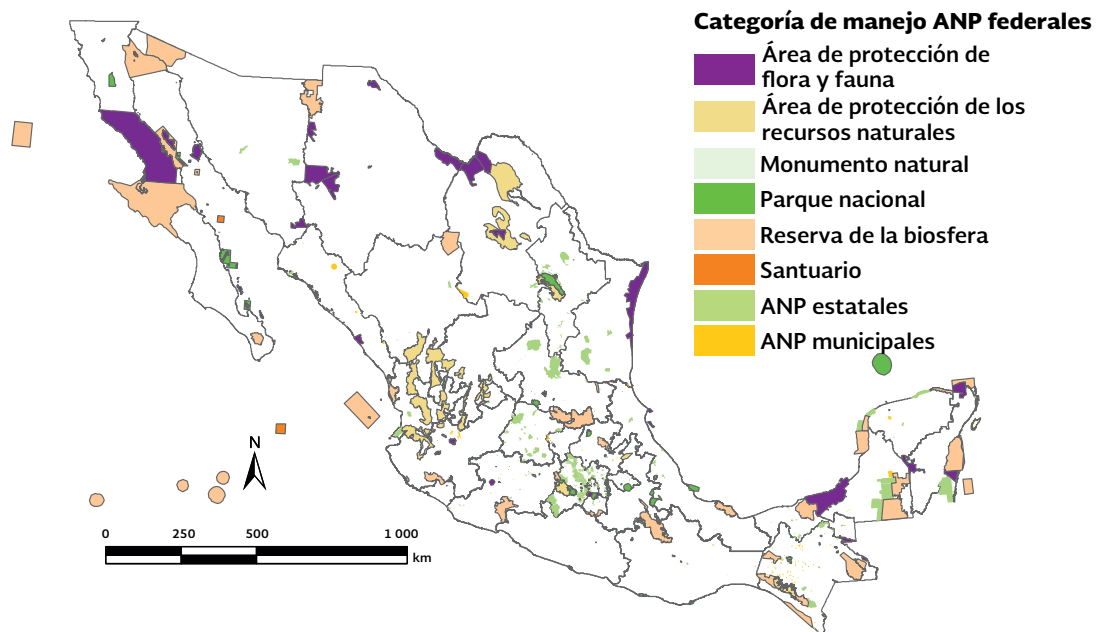 Categoría de manejo ANP federales
Área de protección de
flora y fauna
Área de protección de los
recursos naturales
Monumento natural
Parque nacional
Reserva de la biosfera
Santuario
ANP estatales
ANP municipales
N
0 250 500 1 000
km